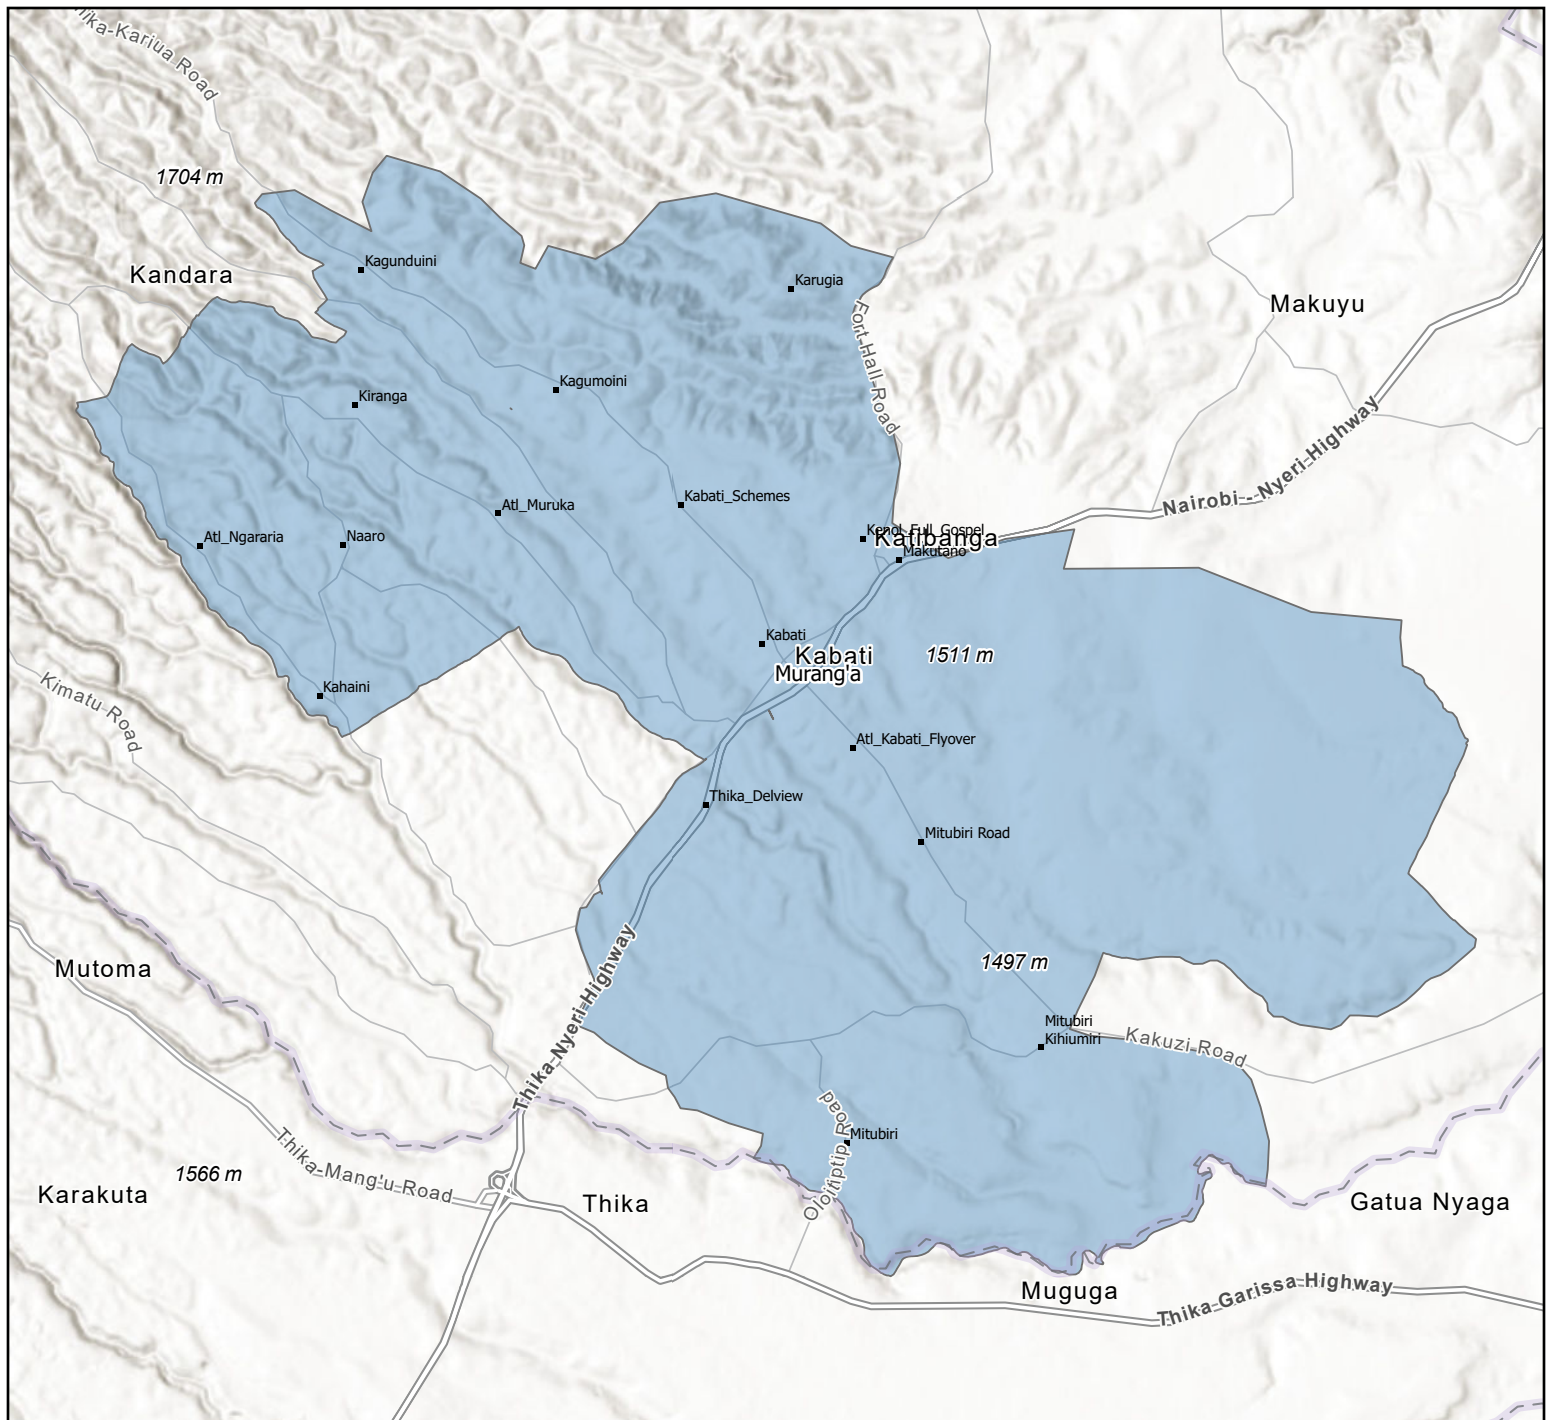 Thika-Kariua Road
1704 m
Kandara
Kagunduini
Karugia
Makuyu
Fort Hall Road
Kiranga
Kagumoini
Nairobi - Nyeri Highway
Kabati_Schemes
Atl_Muruka
Atl_Ngararia
Naaro
Kenol_Full_Gospel
Katibanga
Makutano
Kabati
Kabati
1511 m
Murang'a
Kahaini
Kimatu Road
Atl_Kabati_Flyover
Thika_Delview
Mitubiri Road
Thika-Nyeri Highway
Mutoma
1497 m
Mitubiri
Kihiumiri
Kakuzi Road
Oloitiptip Road
Mitubiri
Thika-Mang'u Road
1566 m
Karakuta
Thika
Gatua Nyaga
Muguga
Thika Garissa Highway